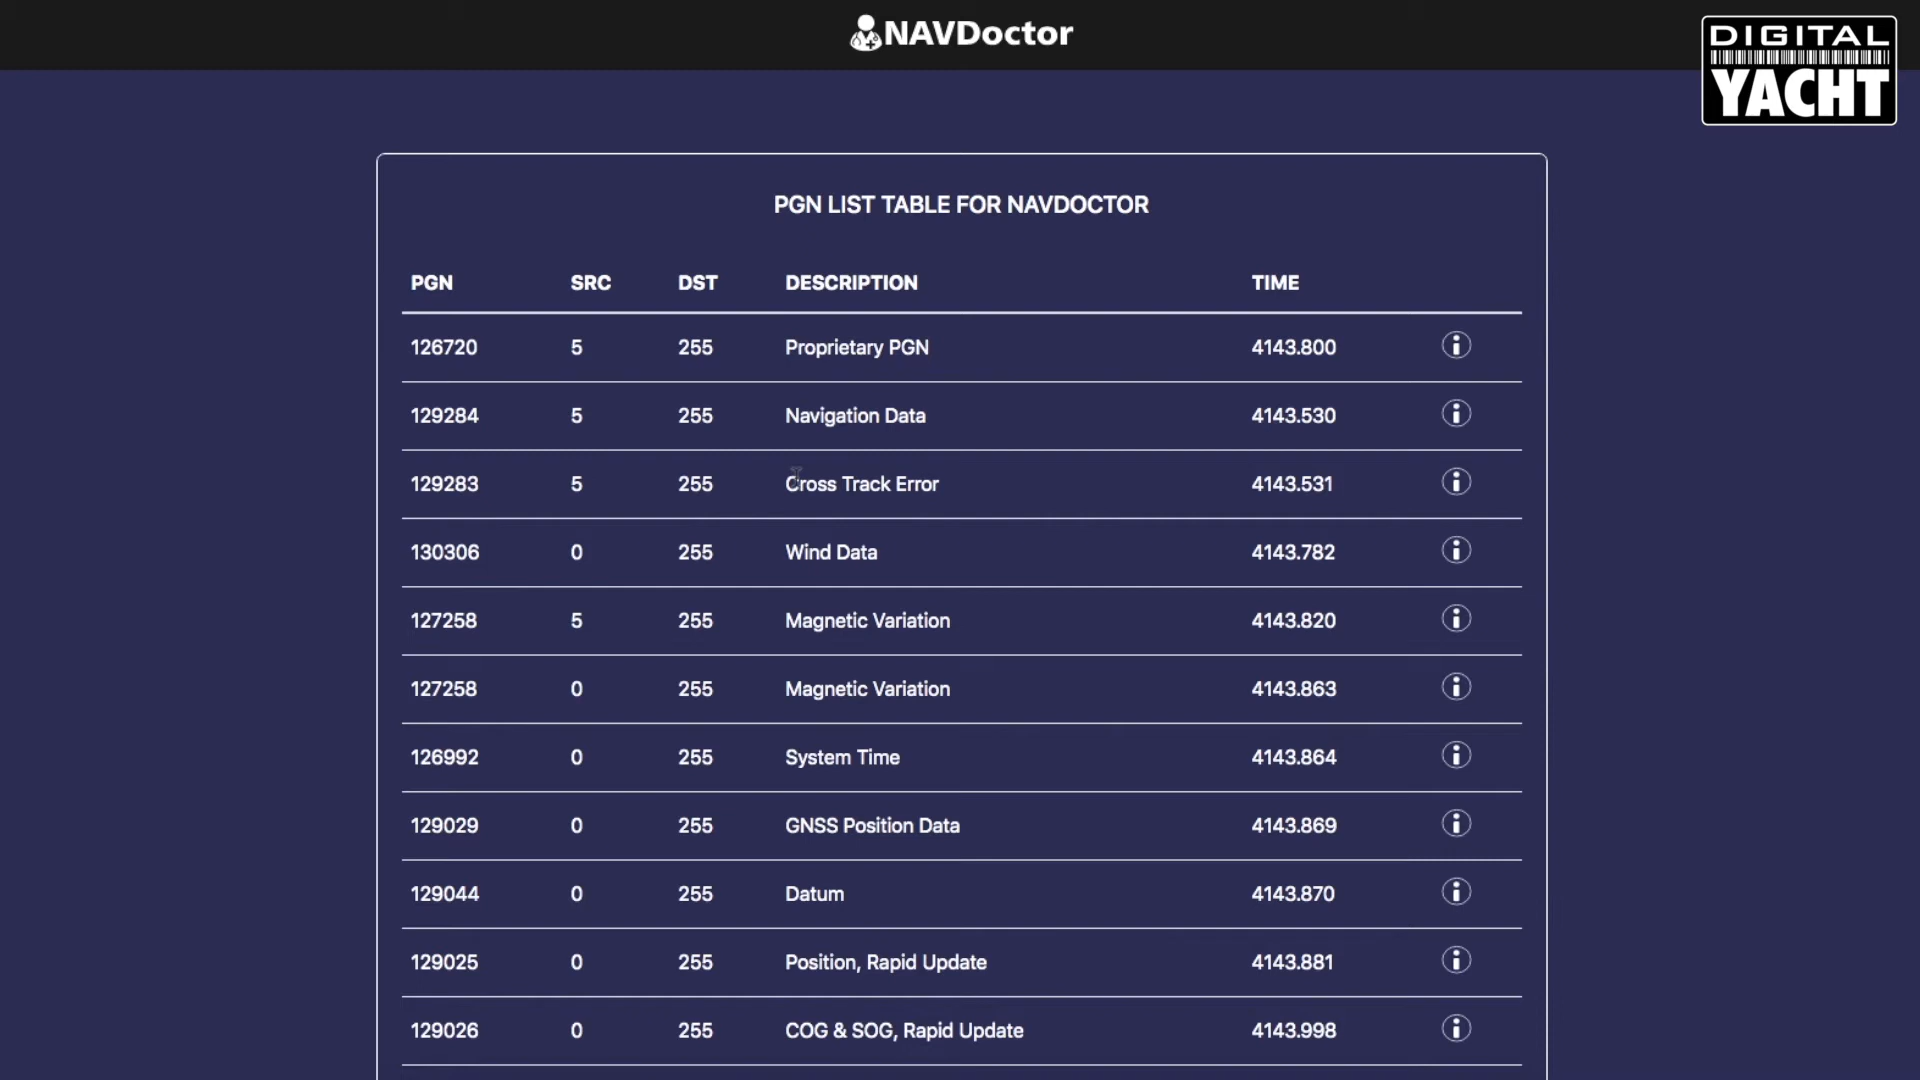 NAVDoctor
DIGITAL
YACHT
PGN LIST TABLE FOR NAVDOCTOR
PGN SRC DST DESCRIPTION TIME
126720 5 255 Proprietary PGN 4143.800
129284 5 255 Navigation Data 4143.530
129283 5 255 Cross Track Error 4143.531
130306 0 255 Wind Data 4143.782
127258 5 255 Magnetic Variation 4143.820
127258 0 255 Magnetic Variation 4143.863
126992 0 255 System Time 4143.864
129029 0 255 GNSS Position Data 4143.869
129044 0 255 Datum 4143.870
129025 0 255 Position, Rapid Update 4143.881
129026 0 255 COG & SOG, Rapid Update 4143.998